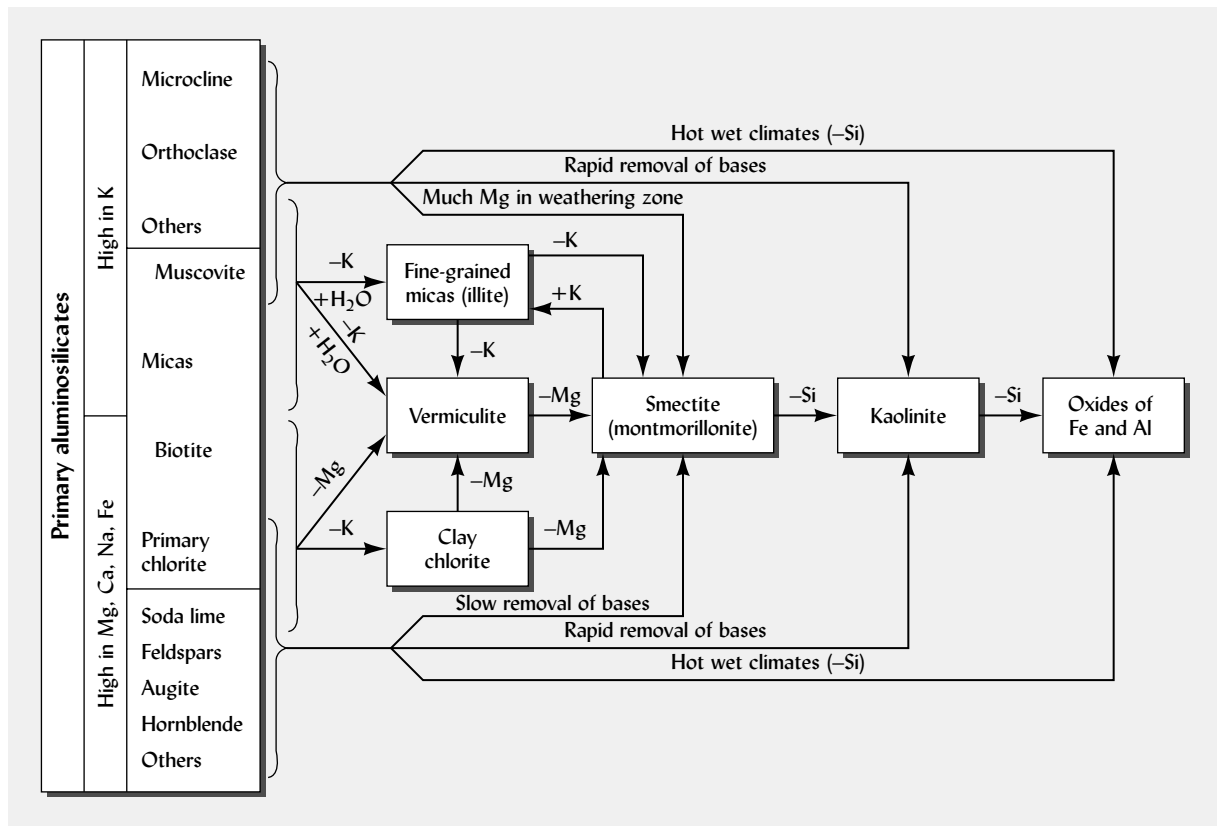 Primary aluminosilicates
High in K
High in Mg, Ca, Na, Fe
Microcline
Orthoclase
Others
Muscovite
Micas
Biotite
Primary
chlorite
Soda lime
Feldspars
Augite
Hornblende
Others
Hot wet climates (–Si)
Rapid removal of bases
Much Mg in weathering zone
–K
+H₂O
–K
+H₂O
Fine-grained
micas (illite)
–K
+K
–K
Vermiculite
–Mg
Smectite
(montmorillonite)
–Si
Kaolinite
–Si
Oxides of
Fe and Al
–Mg
–Mg
–K
Clay
chlorite
–Mg
Slow removal of bases
Rapid removal of bases
Hot wet climates (–Si)